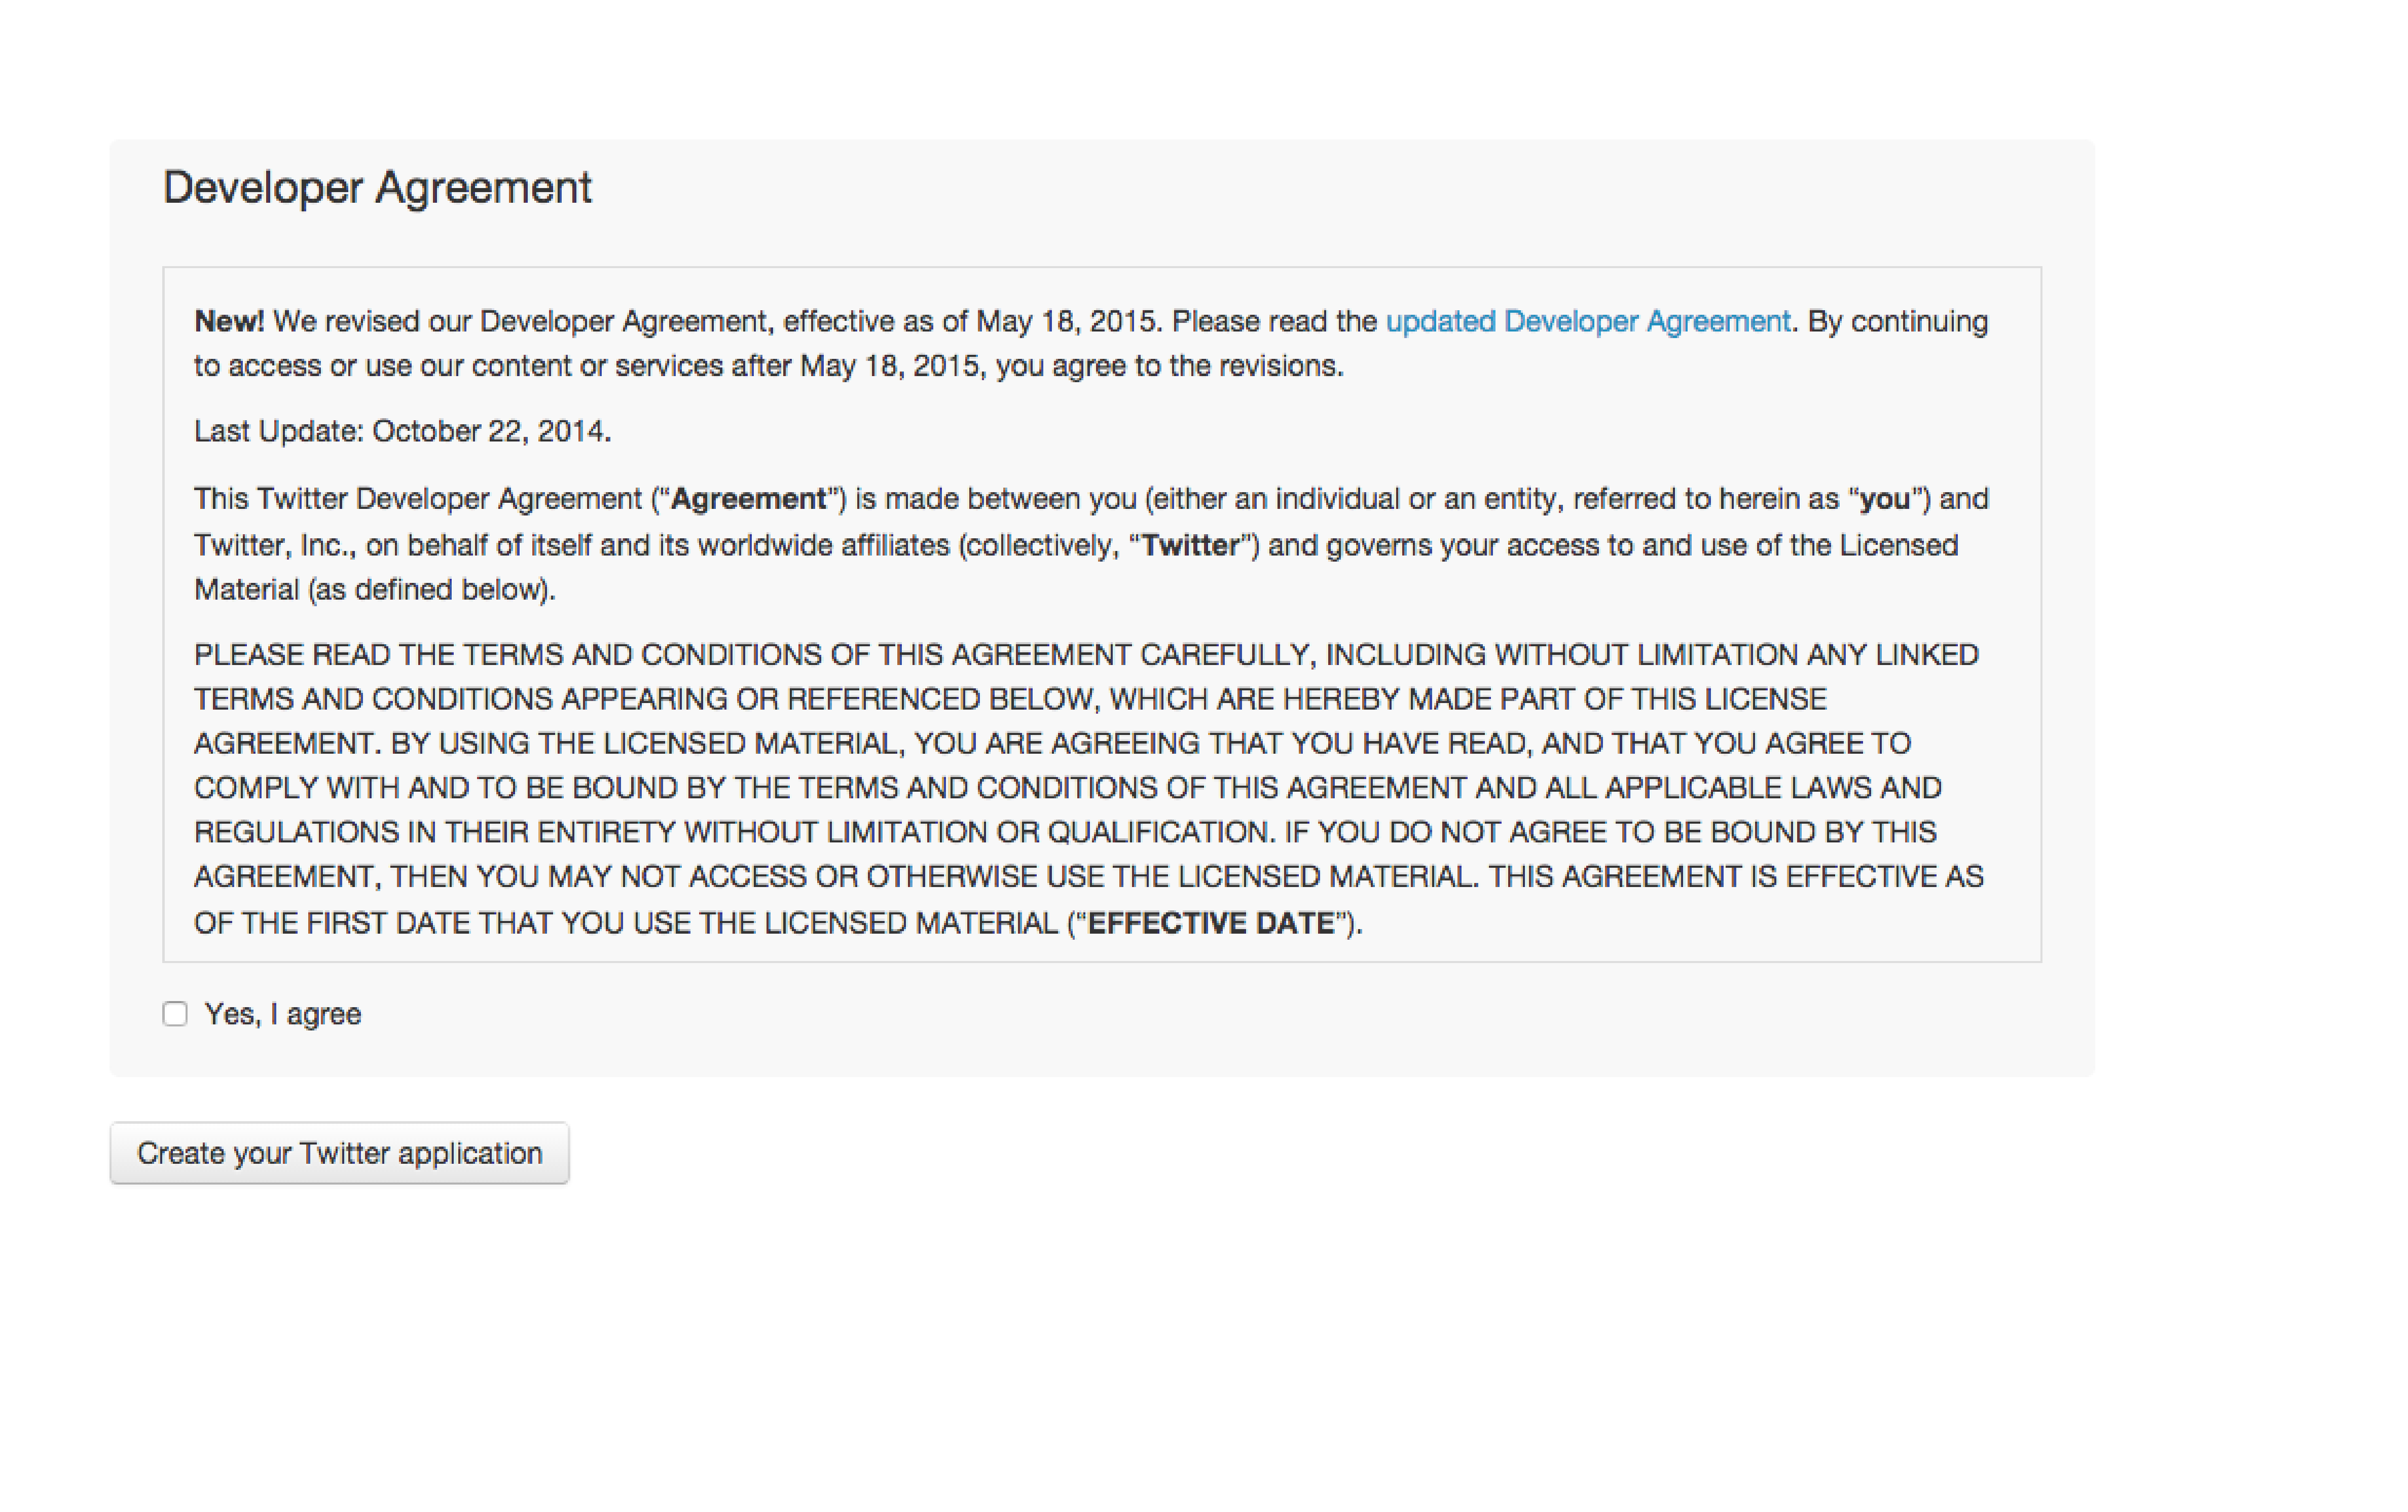 Developer Agreement
New! We revised our Developer Agreement, effective as of May 18, 2015. Please read the updated Developer Agreement. By continuing
to access or use our content or services after May 18, 2015, you agree to the revisions.
Last Update: October 22, 2014.
This Twitter Developer Agreement (“Agreement”) is made between you (either an individual or an entity, referred to herein as “you”) and
Twitter, Inc., on behalf of itself and its worldwide affiliates (collectively, “Twitter”) and governs your access to and use of the Licensed
Material (as defined below).
PLEASE READ THE TERMS AND CONDITIONS OF THIS AGREEMENT CAREFULLY, INCLUDING WITHOUT LIMITATION ANY LINKED
TERMS AND CONDITIONS APPEARING OR REFERENCED BELOW, WHICH ARE HEREBY MADE PART OF THIS LICENSE
AGREEMENT. BY USING THE LICENSED MATERIAL, YOU ARE AGREEING THAT YOU HAVE READ, AND THAT YOU AGREE TO
COMPLY WITH AND TO BE BOUND BY THE TERMS AND CONDITIONS OF THIS AGREEMENT AND ALL APPLICABLE LAWS AND
REGULATIONS IN THEIR ENTIRETY WITHOUT LIMITATION OR QUALIFICATION. IF YOU DO NOT AGREE TO BE BOUND BY THIS
AGREEMENT, THEN YOU MAY NOT ACCESS OR OTHERWISE USE THE LICENSED MATERIAL. THIS AGREEMENT IS EFFECTIVE AS
OF THE FIRST DATE THAT YOU USE THE LICENSED MATERIAL (“EFFECTIVE DATE”).
Yes, I agree
Create your Twitter application